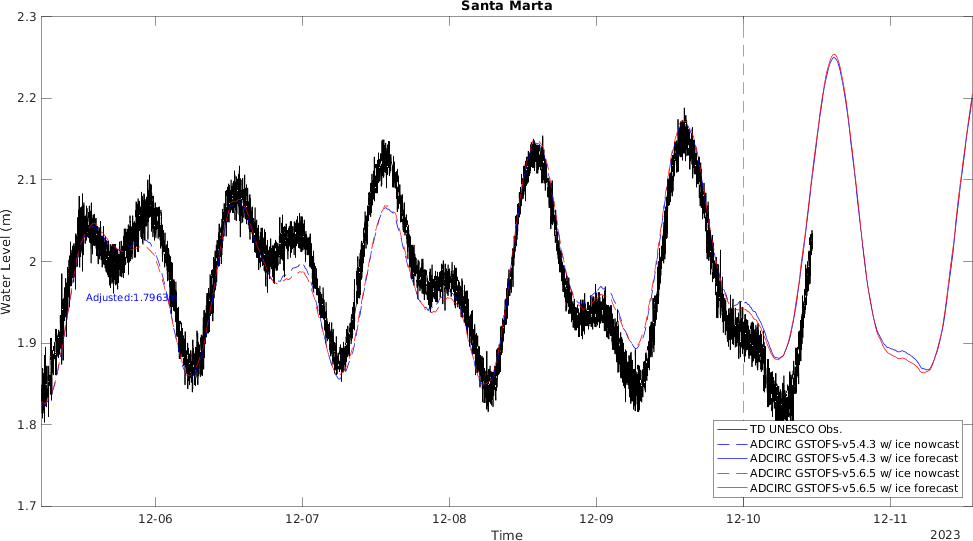 Santa Marta
2.3
2.2
2.1
2
1.9
1.8
1.7
Water Level (m)
Adjusted:1.7963
TD UNESCO Obs.
ADCIRC GSTOFS-v5.4.3 w/ ice nowcast
ADCIRC GSTOFS-v5.4.3 w/ ice forecast
ADCIRC GSTOFS-v5.6.5 w/ ice nowcast
ADCIRC GSTOFS-v5.6.5 w/ ice forecast
12-06 12-07 12-08 12-09 12-10 12-11
Time
2023